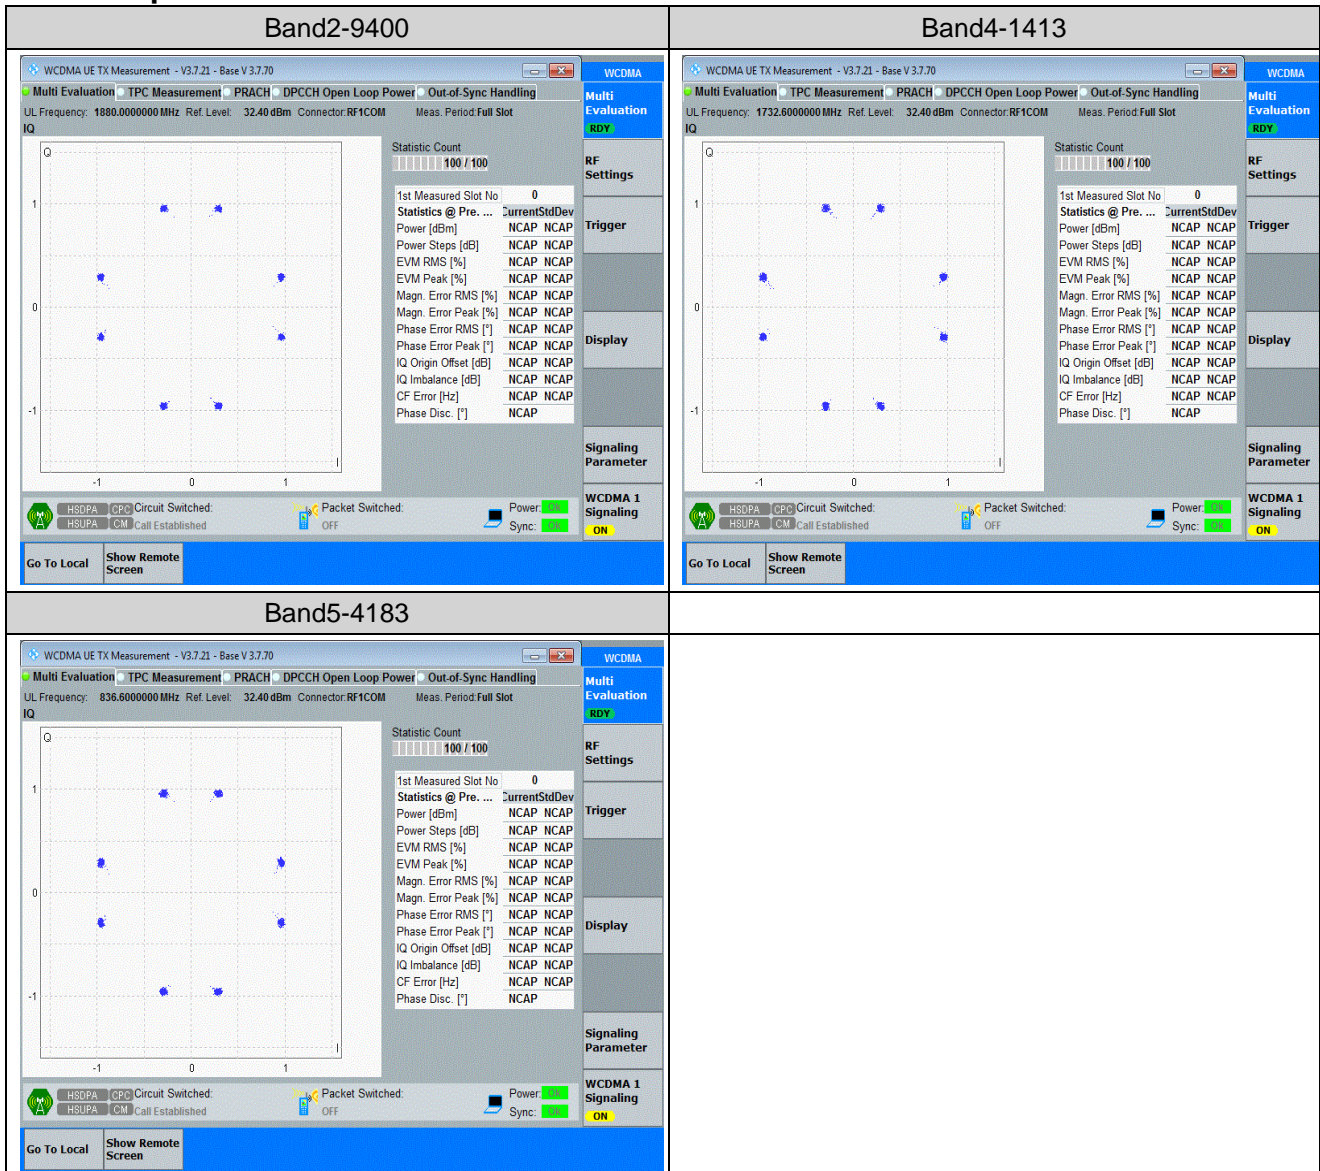 Band2-9400
Band4-1413
WCDMA UE TX Measurement - V3.7.21 - Base V 3.7.70
WCDMA
Multi Evaluation TPC Measurement PRACH DPCCH Open Loop Power Out-of-Sync Handling
Multi
Evaluation
RDY
UL Frequency: 1880.0000000 MHz Ref. Level: 32.40 dBm Connector: RF1COM Meas. Period: Full Slot
IQ
Q
Statistic Count
100 / 100
RF
Settings
1st Measured Slot No 0
1
Statistics @ Pre. ... Current StdDev
Trigger
Power [dBm] NCAP NCAP
Power Steps [dB] NCAP NCAP
EVM RMS [%] NCAP NCAP
EVM Peak [%] NCAP NCAP
Magn. Error RMS [%] NCAP NCAP
0
Magn. Error Peak [%] NCAP NCAP
Phase Error RMS [°] NCAP NCAP
Display
Phase Error Peak [°] NCAP NCAP
IQ Origin Offset [dB] NCAP NCAP
IQ Imbalance [dB] NCAP NCAP
CF Error [Hz] NCAP NCAP
-1
Phase Disc. [°] NCAP
Signaling
Parameter
I
-1 0 1
HSDPA CPC Circuit Switched: Packet Switched: Power: Ok
HSUPA CM Call Established OFF Sync: Ok
WCDMA 1
Signaling
ON
Go To Local
Show Remote
Screen
WCDMA UE TX Measurement - V3.7.21 - Base V 3.7.70
WCDMA
Multi Evaluation TPC Measurement PRACH DPCCH Open Loop Power Out-of-Sync Handling
Multi
Evaluation
RDY
UL Frequency: 1732.6000000 MHz Ref. Level: 32.40 dBm Connector: RF1COM Meas. Period: Full Slot
IQ
Q
Statistic Count
100 / 100
RF
Settings
1st Measured Slot No 0
1
Statistics @ Pre. ... Current StdDev
Trigger
Power [dBm] NCAP NCAP
Power Steps [dB] NCAP NCAP
EVM RMS [%] NCAP NCAP
EVM Peak [%] NCAP NCAP
Magn. Error RMS [%] NCAP NCAP
0
Magn. Error Peak [%] NCAP NCAP
Phase Error RMS [°] NCAP NCAP
Display
Phase Error Peak [°] NCAP NCAP
IQ Origin Offset [dB] NCAP NCAP
IQ Imbalance [dB] NCAP NCAP
CF Error [Hz] NCAP NCAP
-1
Phase Disc. [°] NCAP
Signaling
Parameter
I
-1 0 1
HSDPA CPC Circuit Switched: Packet Switched: Power: Ok
HSUPA CM Call Established OFF Sync: Ok
WCDMA 1
Signaling
ON
Go To Local
Show Remote
Screen
Band5-4183
WCDMA UE TX Measurement - V3.7.21 - Base V 3.7.70
WCDMA
Multi Evaluation TPC Measurement PRACH DPCCH Open Loop Power Out-of-Sync Handling
Multi
Evaluation
RDY
UL Frequency: 836.6000000 MHz Ref. Level: 32.40 dBm Connector: RF1COM Meas. Period: Full Slot
IQ
Q
Statistic Count
100 / 100
RF
Settings
1st Measured Slot No 0
1
Statistics @ Pre. ... Current StdDev
Trigger
Power [dBm] NCAP NCAP
Power Steps [dB] NCAP NCAP
EVM RMS [%] NCAP NCAP
EVM Peak [%] NCAP NCAP
Magn. Error RMS [%] NCAP NCAP
0
Magn. Error Peak [%] NCAP NCAP
Phase Error RMS [°] NCAP NCAP
Display
Phase Error Peak [°] NCAP NCAP
IQ Origin Offset [dB] NCAP NCAP
IQ Imbalance [dB] NCAP NCAP
CF Error [Hz] NCAP NCAP
-1
Phase Disc. [°] NCAP
Signaling
Parameter
I
-1 0 1
HSDPA CPC Circuit Switched: Packet Switched: Power: Ok
HSUPA CM Call Established OFF Sync: Ok
WCDMA 1
Signaling
ON
Go To Local
Show Remote
Screen